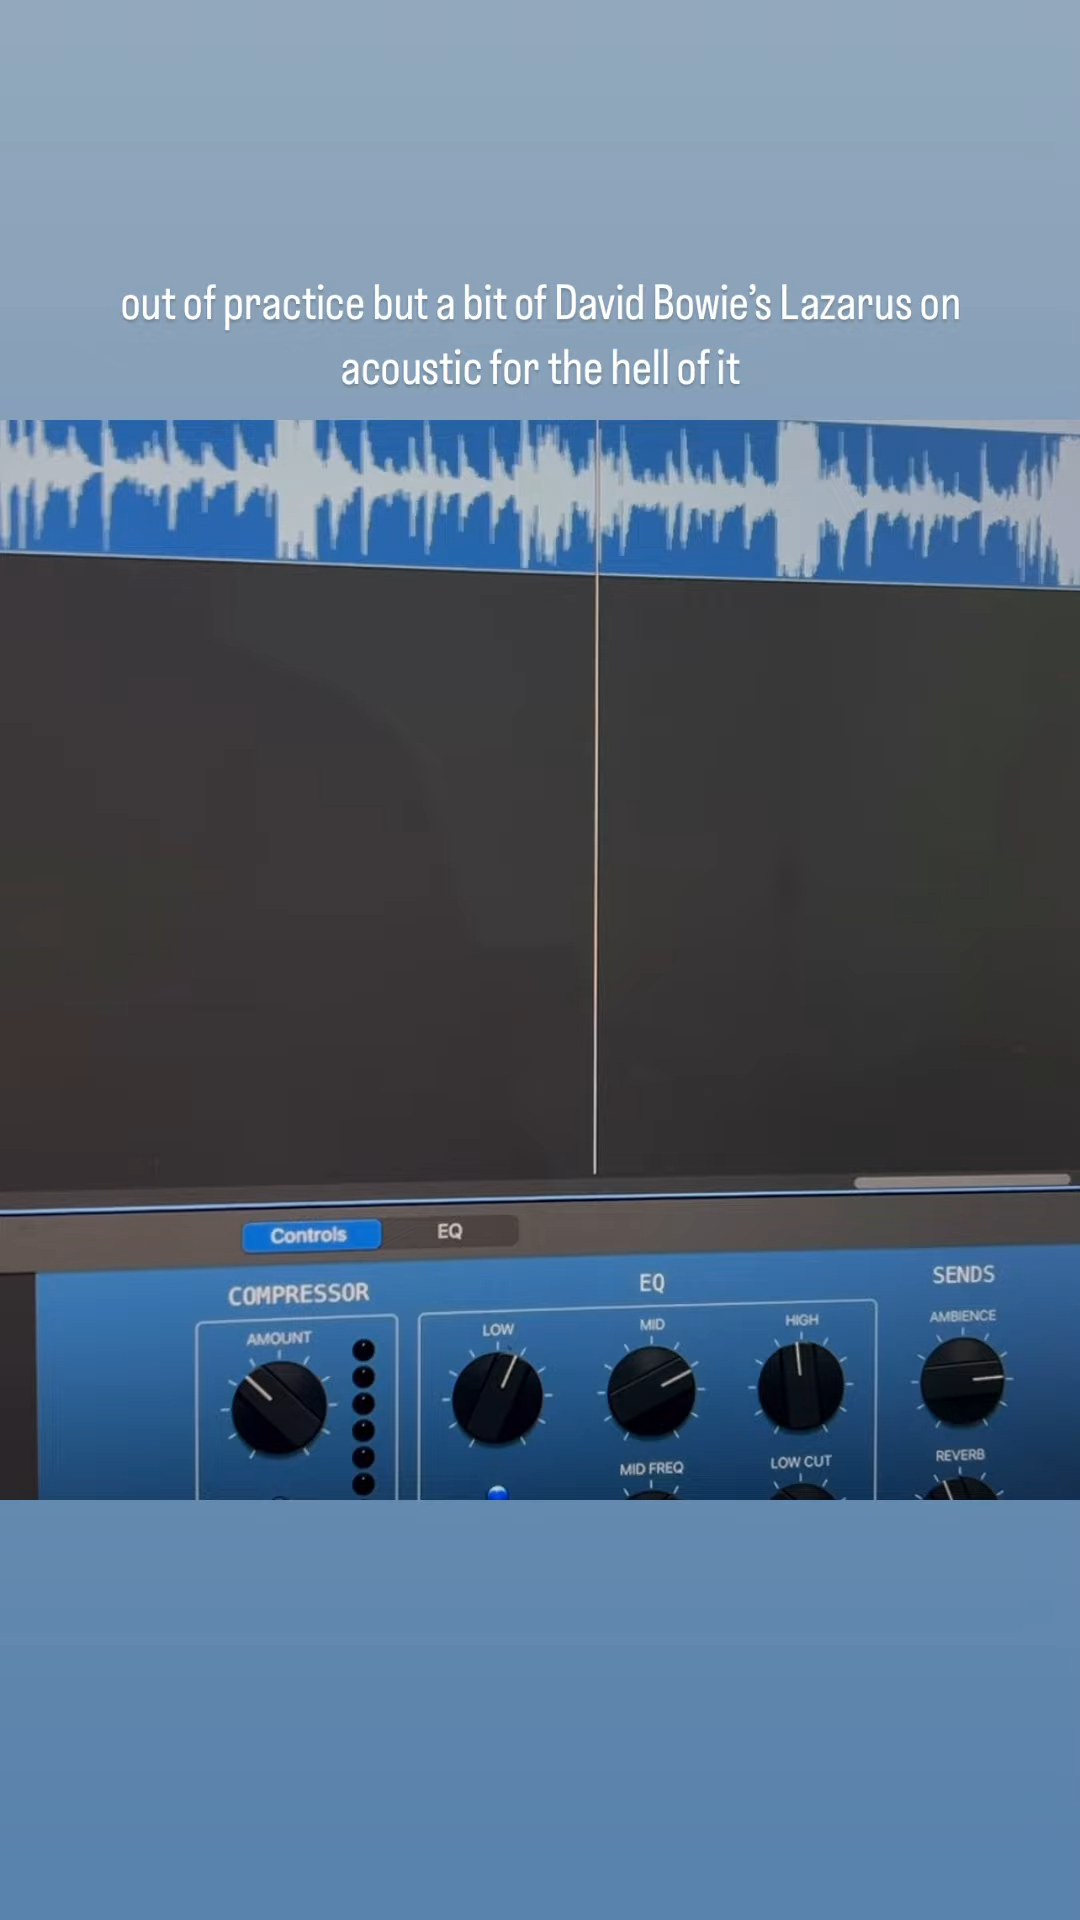 out of practice but a bit of David Bowie’s Lazarus on
acoustic for the hell of it
Controls
EQ
COMPRESSOR
EQ
SENDS
AMOUNT
LOW
MID
HIGH
AMBIENCE
MID FREQ
LOW CUT
REVERB